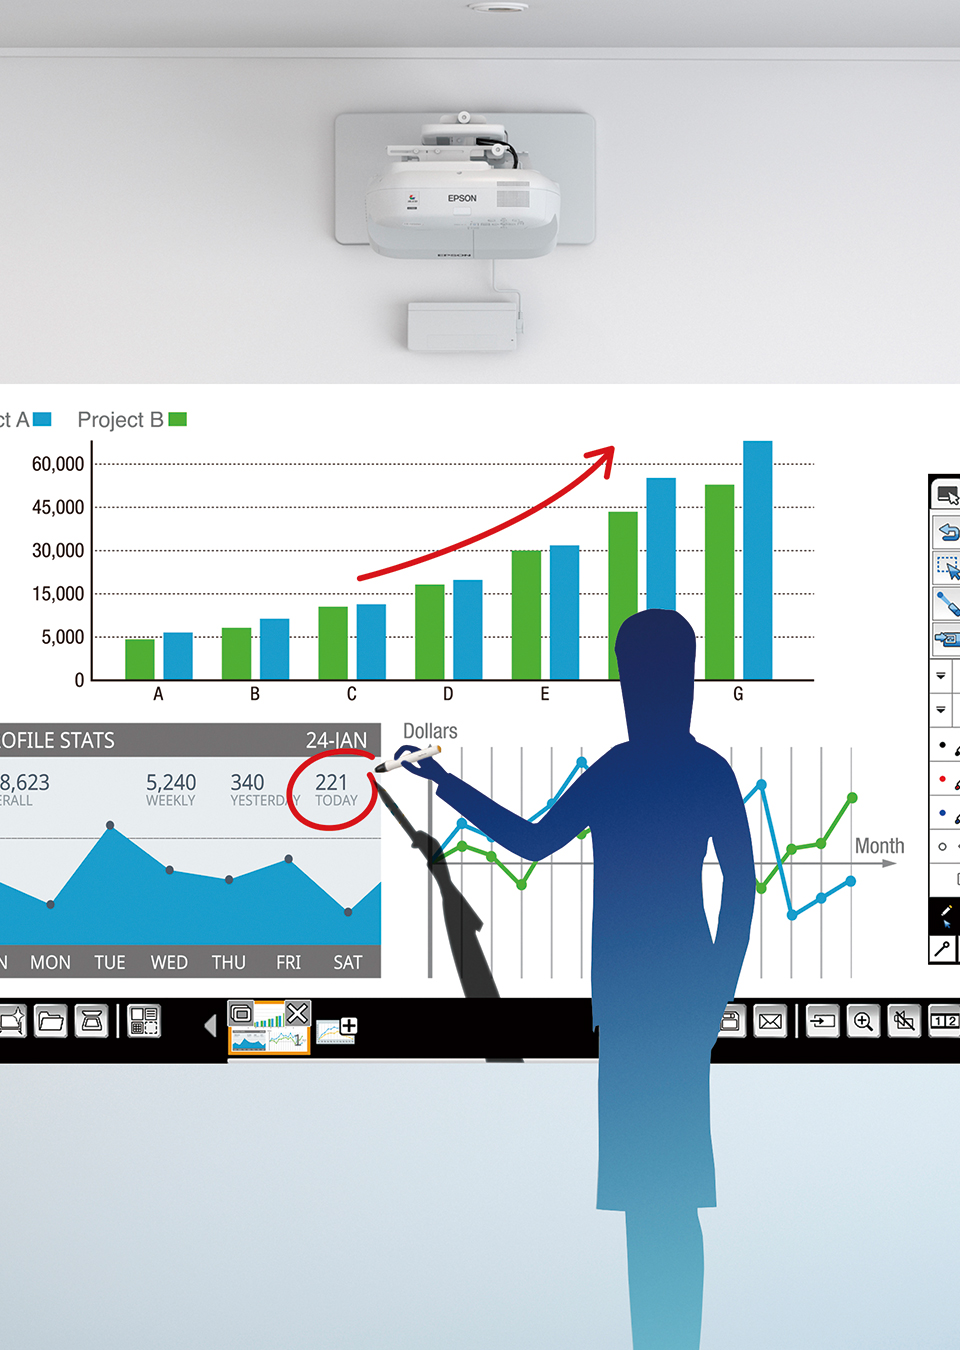 EPSON
EPSON
ct A Project B
60,000
45,000
30,000
15,000
5,000
0
A B C D E G
OFILE STATS 24-JAN
8,623 5,240 340 221
ERALL WEEKLY YESTERDAY TODAY
N MON TUE WED THU FRI SAT
Dollars
Month
1
1 2